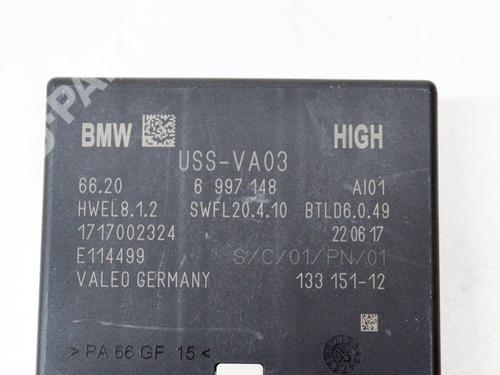 BMW HIGH
USS-VA03
66.20 6 997 148 AI01
HWEL8.1.2 SWFL20.4.10 BTLD6.0.49
1717002324 22 06 17
E114499 S/C/01/PN/01
VALEO GERMANY 133 151-12
> PA 66 GF 15 <